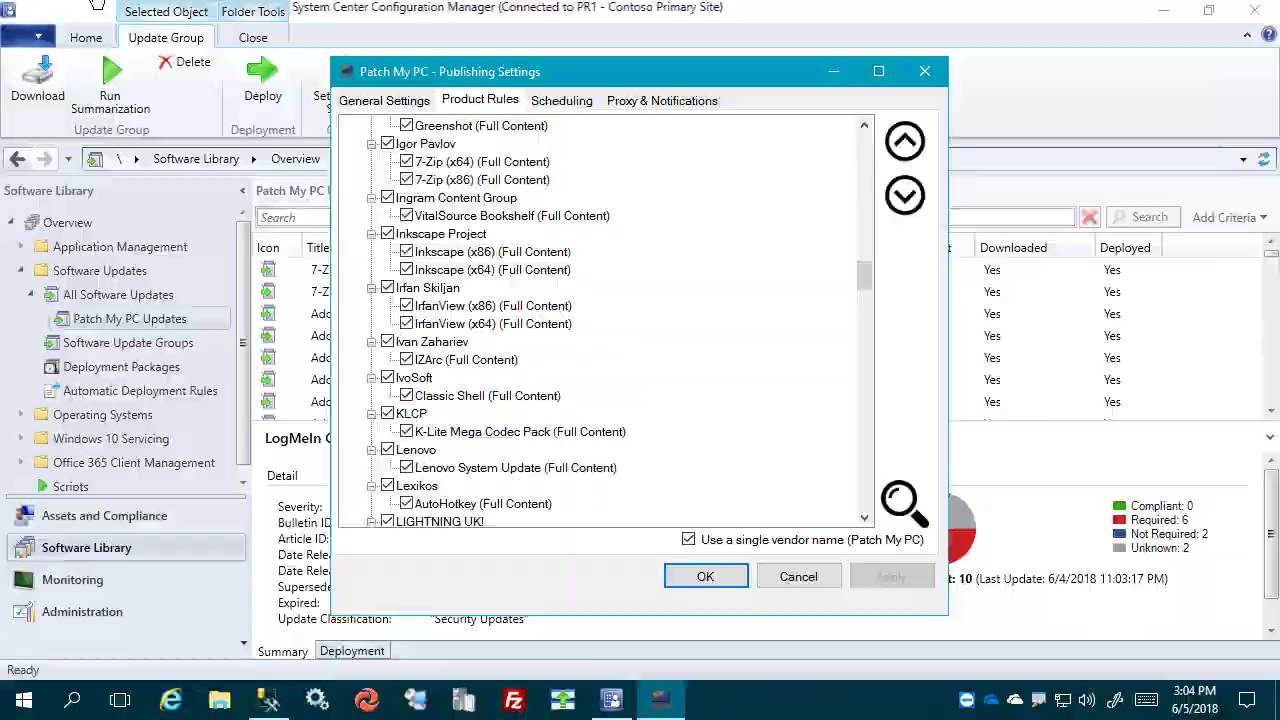 Selected Object
Folder Tools
System Center Configuration Manager (Connected to PR1 - Contoso Primary Site)
Home
Update Group
Close
Download
Run
Summarization
Delete
Deploy
Update Group
Deployment
\ Software Library Overview
Software Library
Overview
Application Management
Software Updates
All Software Updates
Patch My PC Updates
Software Update Groups
Deployment Packages
Automatic Deployment Rules
Operating Systems
Windows 10 Servicing
Office 365 Client Management
Scripts
Assets and Compliance
Software Library
Monitoring
Administration
Ready
Patch My PC
Search
Search
Add Criteria
Icon
Downloaded
Deployed
Yes Yes
Yes Yes
Yes Yes
Yes Yes
Yes Yes
Yes Yes
Yes Yes
Patch My PC - Publishing Settings
General Settings
Product Rules
Scheduling
Proxy & Notifications
Greenshot (Full Content)
Igor Pavlov
7-Zip (x64) (Full Content)
7-Zip (x86) (Full Content)
Ingram Content Group
VitalSource Bookshelf (Full Content)
Inkscape Project
Inkscape (x86) (Full Content)
Inkscape (x64) (Full Content)
Irfan Skiljan
IrfanView (x86) (Full Content)
IrfanView (x64) (Full Content)
Ivan Zahariev
IZArc (Full Content)
IvoSoft
Classic Shell (Full Content)
KLCP
K-Lite Mega Codec Pack (Full Content)
Lenovo
Lenovo System Update (Full Content)
Lexikos
AutoHotkey (Full Content)
LIGHTNING UK!
Use a single vendor name (Patch My PC)
OK
Cancel
Apply
LogMeIn
Detail
Severity:
Bulletin ID:
Article ID:
Date
Date
Expired:
Update Classification:
"Security Updates"
Compliant: 0
Required: 6
Not Required: 2
Unknown: 2
10 (Last Update: 6/4/2018 11:03:17 PM)
Summary
Deployment
3:04 PM
6/5/2018